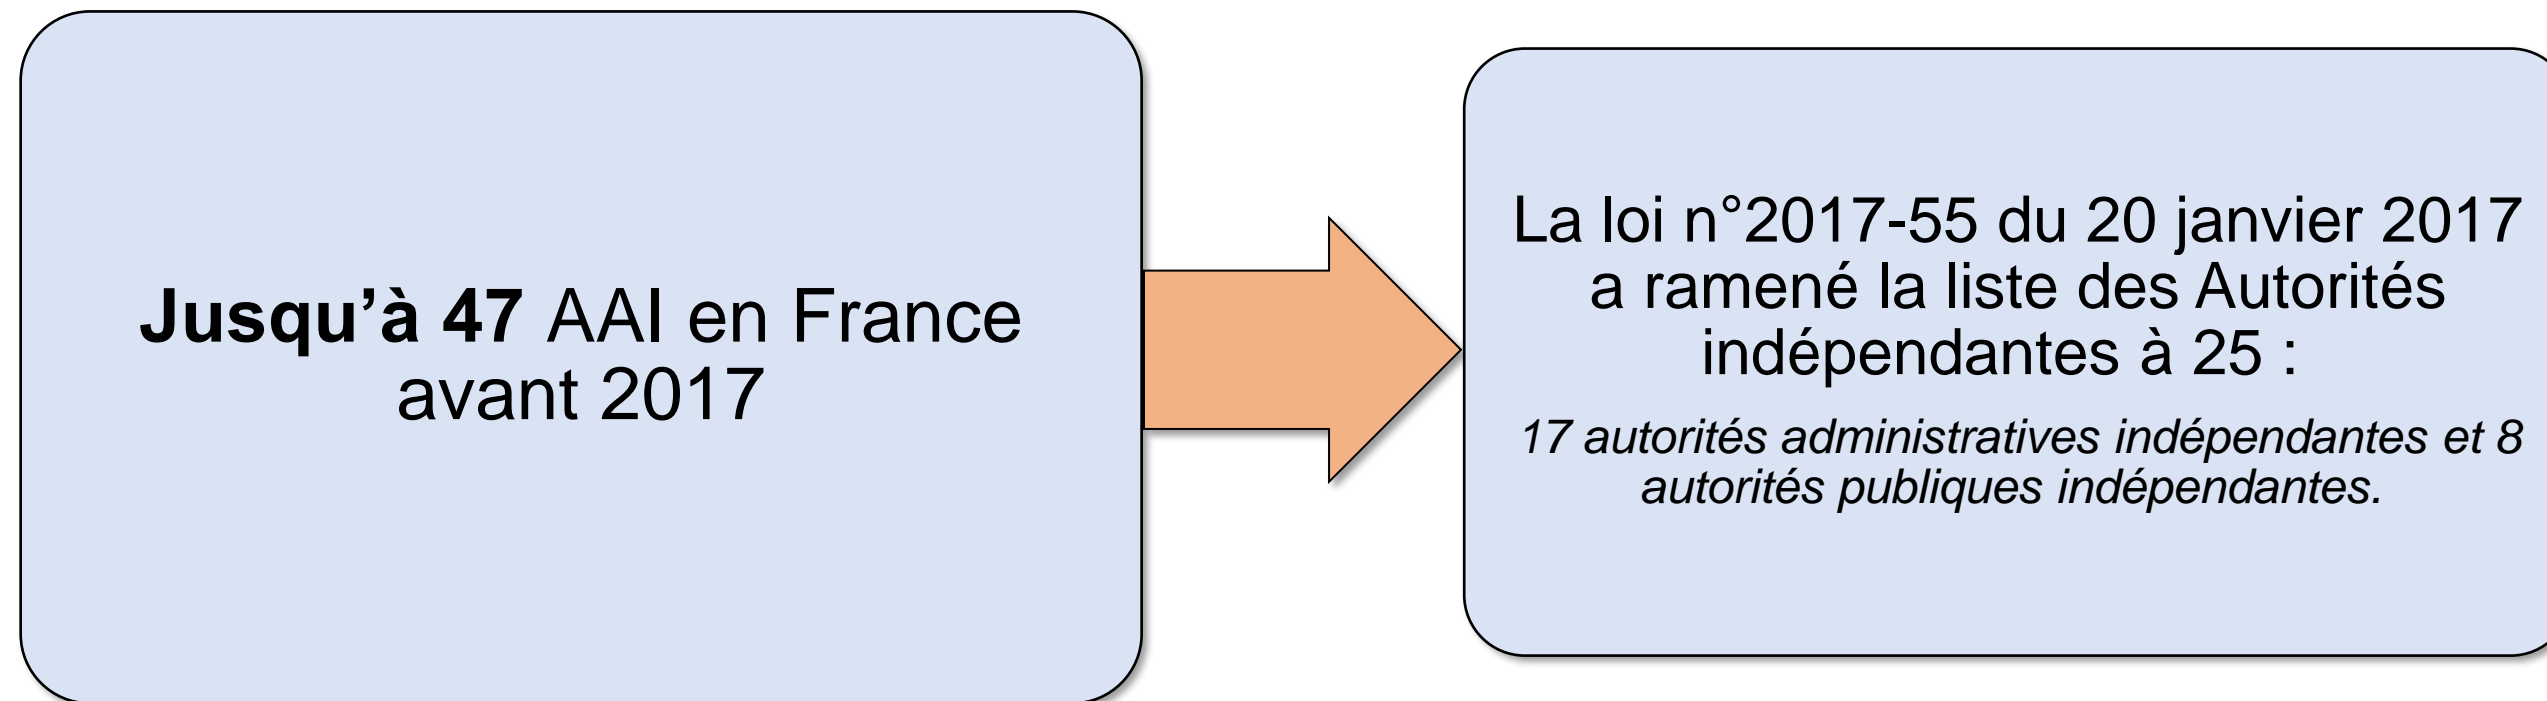 Jusqu’à 47 AAI en France
avant 2017
La loi n°2017-55 du 20 janvier 2017
a ramené la liste des Autorités
indépendantes à 25 :
17 autorités administratives indépendantes et 8
autorités publiques indépendantes.